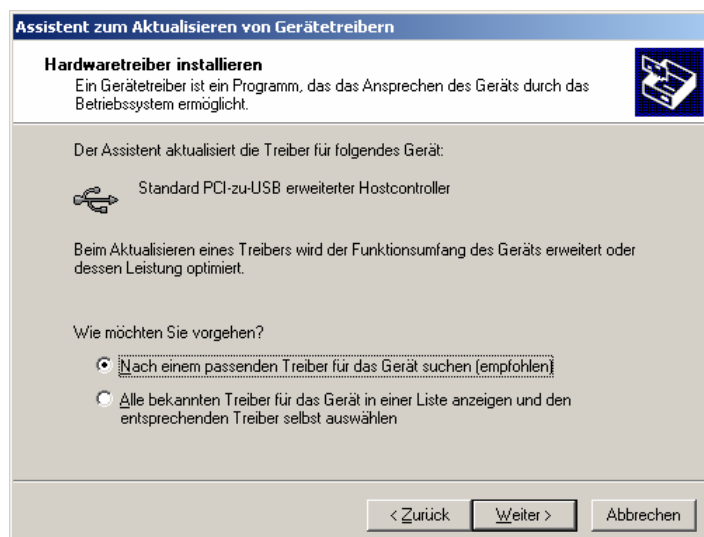 Assistent zum Aktualisieren von Gerätetreibern
Hardwaretreiber installieren
Ein Gerätetreiber ist ein Programm, das das Ansprechen des Geräts durch das
Betriebssystem ermöglicht.
Der Assistent aktualisiert die Treiber für folgendes Gerät:
Standard PCI-zu-USB erweiterter Hostcontroller
Beim Aktualisieren eines Treibers wird der Funktionsumfang des Geräts erweitert oder
dessen Leistung optimiert.
Wie möchten Sie vorgehen?
Nach einem passenden Treiber für das Gerät suchen (empfohlen)
Alle bekannten Treiber für das Gerät in einer Liste anzeigen und den
entsprechenden Treiber selbst auswählen
< Zurück Weiter > Abbrechen